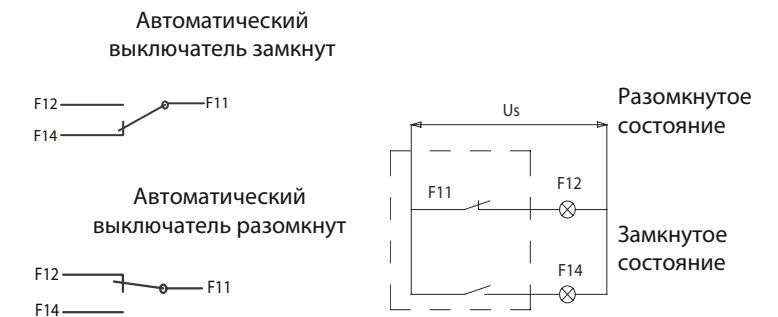 Автоматический
выключатель замкнут
F12
F11
F14
Автоматический
выключатель разомкнут
F12
F11
F14
Us
Разомкнутое
состояние
F11
F12
Замкнутое
состояние
F14